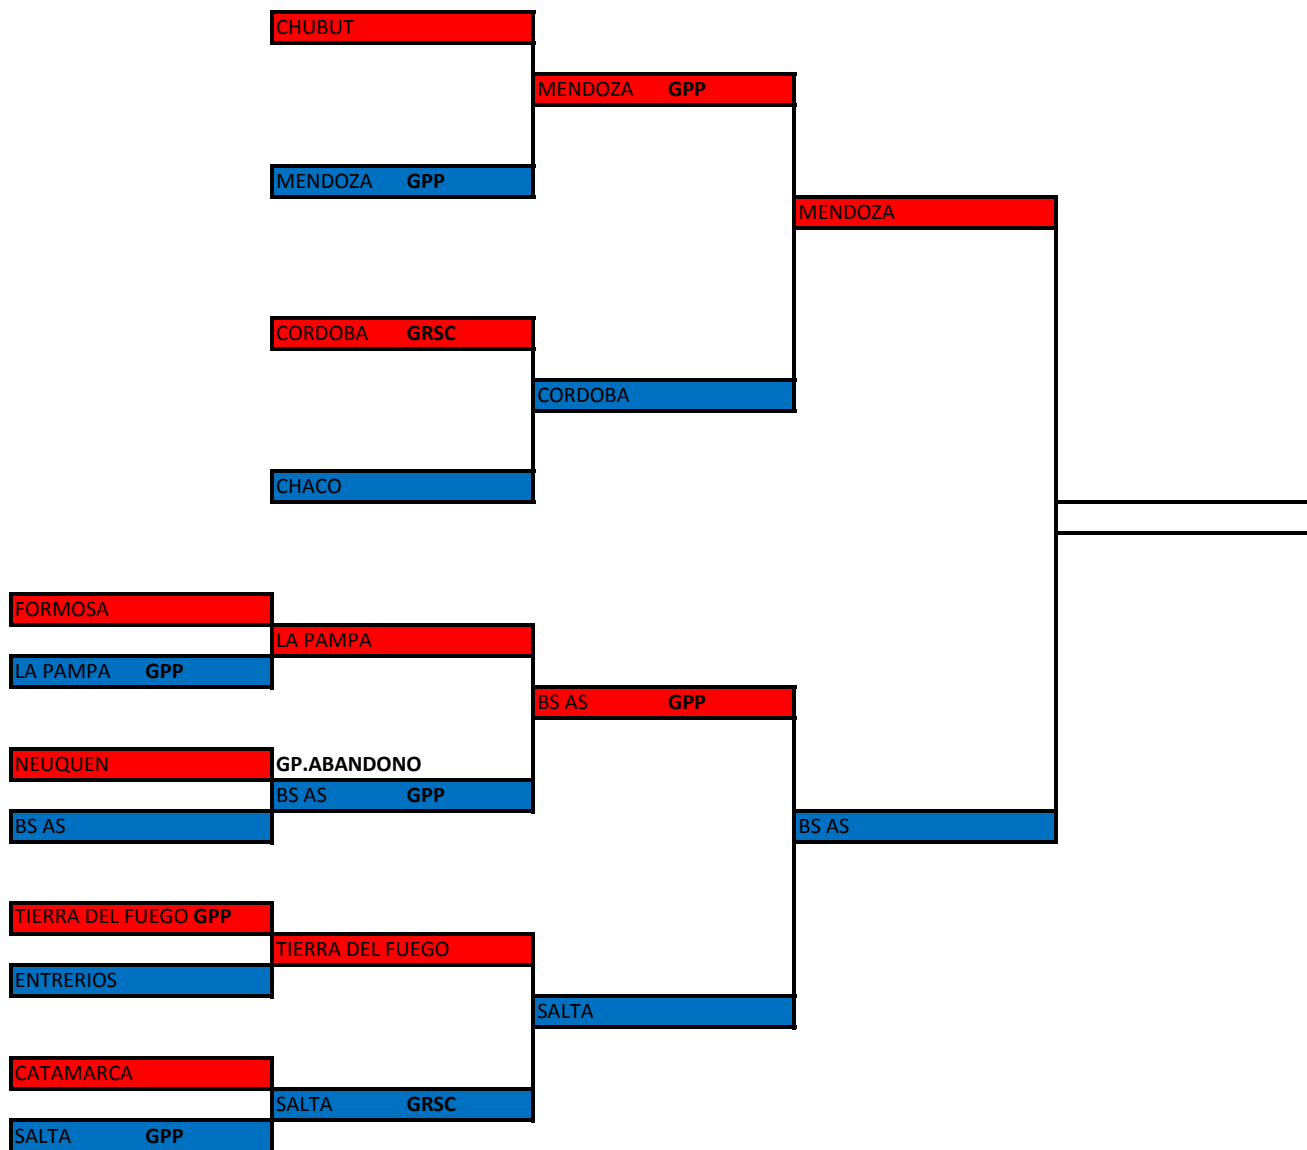 CHUBUT
MENDOZA GPP
MENDOZA GPP
MENDOZA
CORDOBA GRSC
CORDOBA
CHACO
FORMOSA
LA PAMPA
LA PAMPA GPP
BS AS GPP
NEUQUEN GP.ABANDONO
BS AS GPP
BS AS
BS AS
TIERRA DEL FUEGO GPP
TIERRA DEL FUEGO
ENTRERIOS
SALTA
CATAMARCA
SALTA GRSC
SALTA GPP